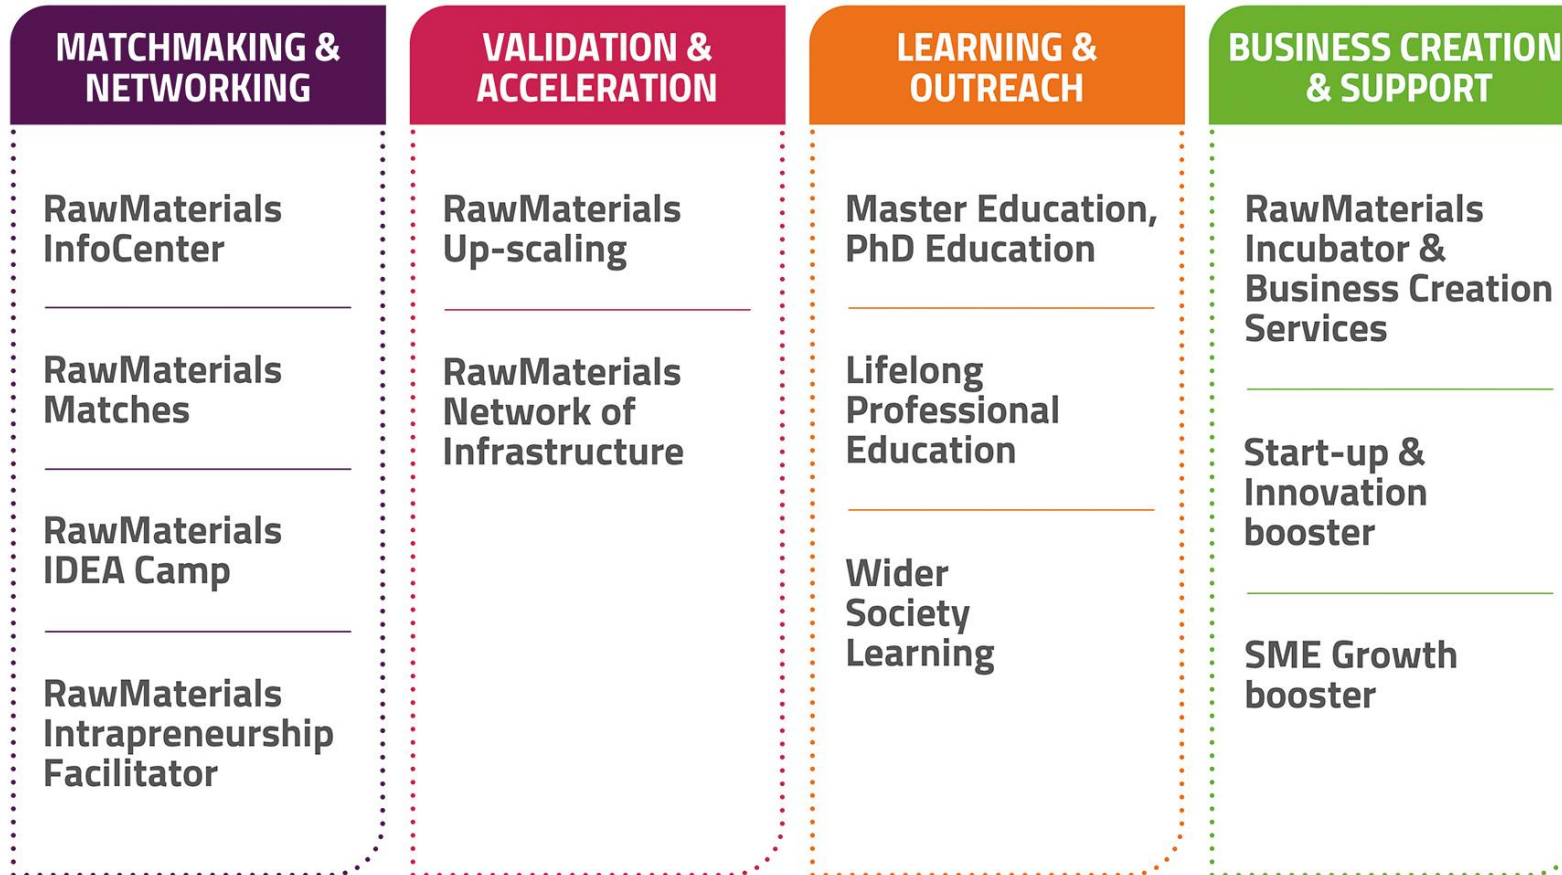 MATCHMAKING &
NETWORKING
RawMaterials
InfoCenter
RawMaterials
Matches
RawMaterials
IDEA Camp
RawMaterials
Intrapreneurship
Facilitator
VALIDATION &
ACCELERATION
RawMaterials
Up-scaling
RawMaterials
Network of
Infrastructure
LEARNING &
OUTREACH
Master Education,
PhD Education
Lifelong
Professional
Education
Wider
Society
Learning
BUSINESS CREATION
& SUPPORT
RawMaterials
Incubator &
Business Creation
Services
Start-up &
Innovation
booster
SME Growth
booster